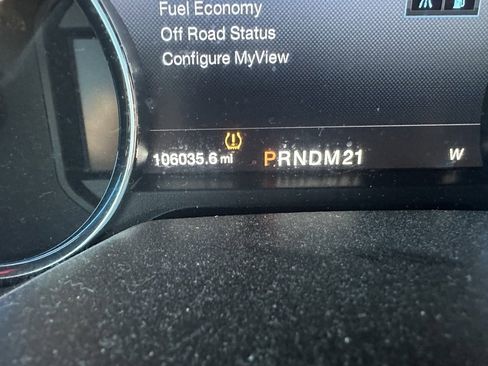 Fuel Economy
Off Road Status
Configure MyView
106035.6 mi PRNDM21 W